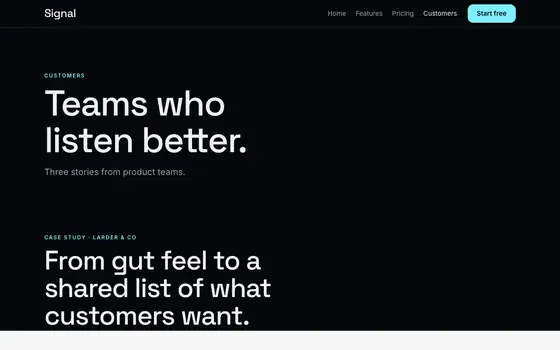 Signal
Home Features Pricing Customers Start free
CUSTOMERS
Teams who
listen better.
Three stories from product teams.
CASE STUDY · LARDER & CO
From gut feel to a
shared list of what
customers want.